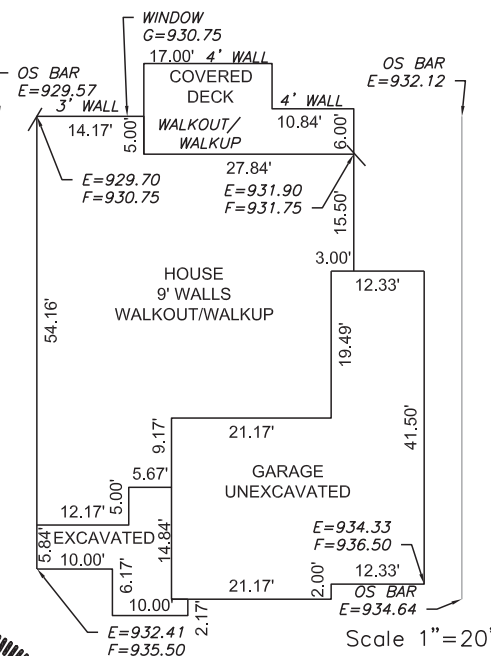 WINDOW
G=930.75
17.00' 4' WALL
OS BAR
E=929.57
COVERED
DECK
OS BAR
E=932.12
3' WALL
4' WALL
14.17'
5.00'
WALKOUT/
WALKUP
10.84'
6.00'
27.84'
E=929.70
F=930.75
E=931.90
F=931.75
15.50'
3.00'
12.33'
HOUSE
9' WALLS
WALKOUT/WALKUP
54.16'
19.49'
41.50'
9.17'
21.17'
5.67'
GARAGE
UNEXCAVATED
5.00'
12.17'
14.84'
EXCAVATED
E=934.33
F=936.50
5.84'
10.00'
6.17'
2.00'
12.33'
21.17'
10.00'
2.17'
OS BAR
E=934.64
E=932.41
F=935.50
Scale 1"=20'